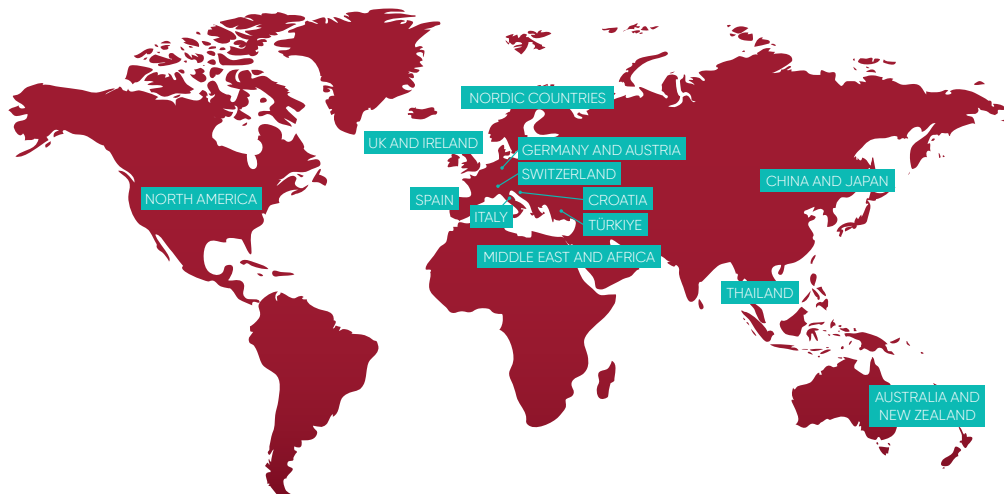 NORDIC COUNTRIES
UK AND IRELAND
GERMANY AND AUSTRIA
SWITZERLAND
CHINA AND JAPAN
NORTH AMERICA
SPAIN
CROATIA
ITALY
TÜRKIYE
MIDDLE EAST AND AFRICA
THAILAND
AUSTRALIA AND
NEW ZEALAND